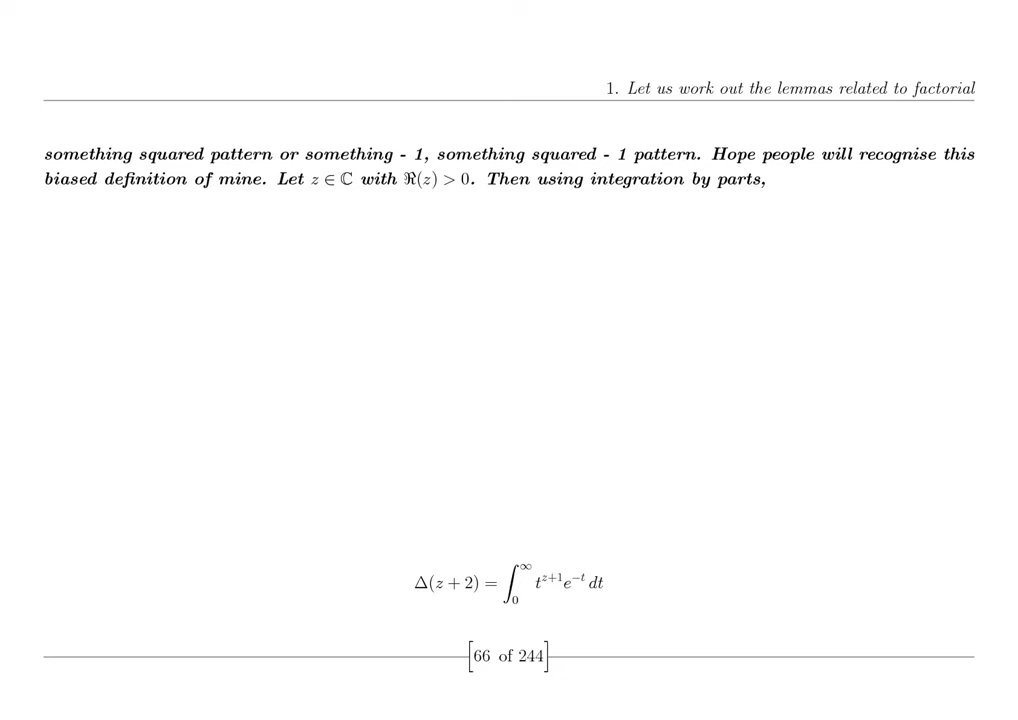 1. Let us work out the lemmas related to factorial
something squared pattern or something - 1, something squared - 1 pattern. Hope people will recognise this
biased definition of mine. Let z ∈ ℂ with ℜ(z) > 0. Then using integration by parts,
Δ(z + 2) = ∫₀^∞ t^{z+1} e^{−t} dt
[66 of 244]